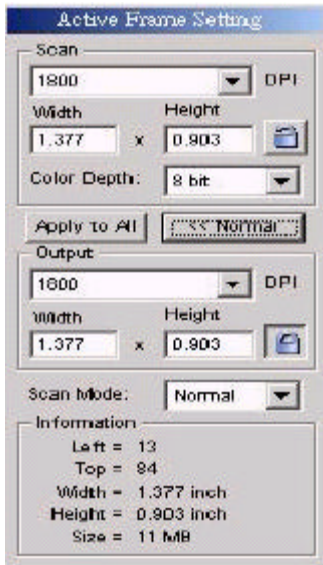 Active Frame Setting
Scan
1800 DPI
Width Height
1.377 x 0.903
Color Depth: 8 bit
Apply to All << Normal
Output
1800 DPI
Width Height
1.377 x 0.903
Scan Mode: Normal
Information
Left = 13
Top = 84
Width = 1.377 inch
Height = 0.903 inch
Size = 11 MB